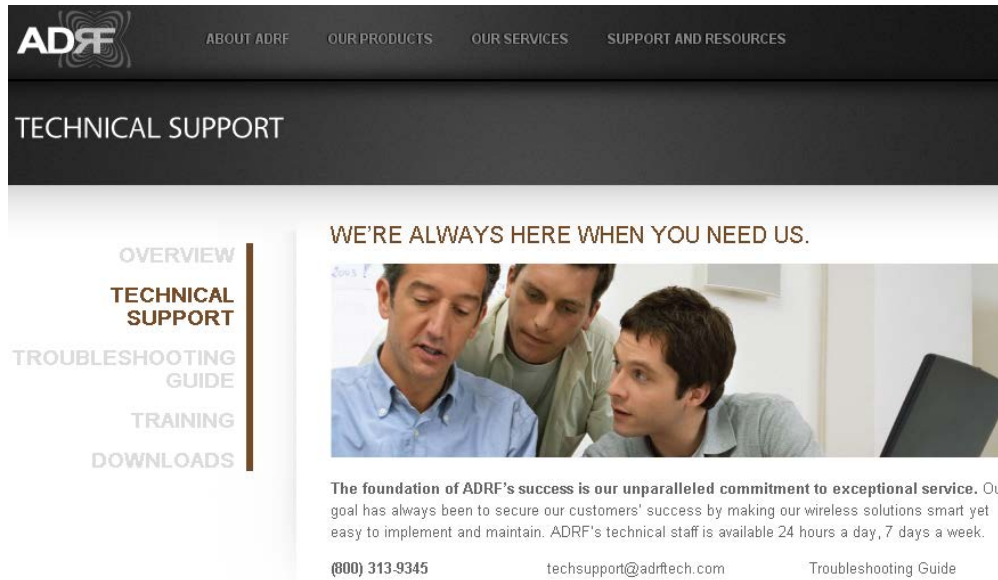 ADRF
ABOUT ADRF OUR PRODUCTS OUR SERVICES SUPPORT AND RESOURCES
TECHNICAL SUPPORT
OVERVIEW
TECHNICAL
SUPPORT
TROUBLESHOOTING
GUIDE
TRAINING
DOWNLOADS
WE'RE ALWAYS HERE WHEN YOU NEED US.
The foundation of ADRF's success is our unparalleled commitment to exceptional service.
goal has always been to secure our customers' success by making our wireless solutions smart yet
easy to implement and maintain. ADRF's technical staff is available 24 hours a day, 7 days a week.
(800) 313-9345 techsupport@adrftech.com Troubleshooting Guide